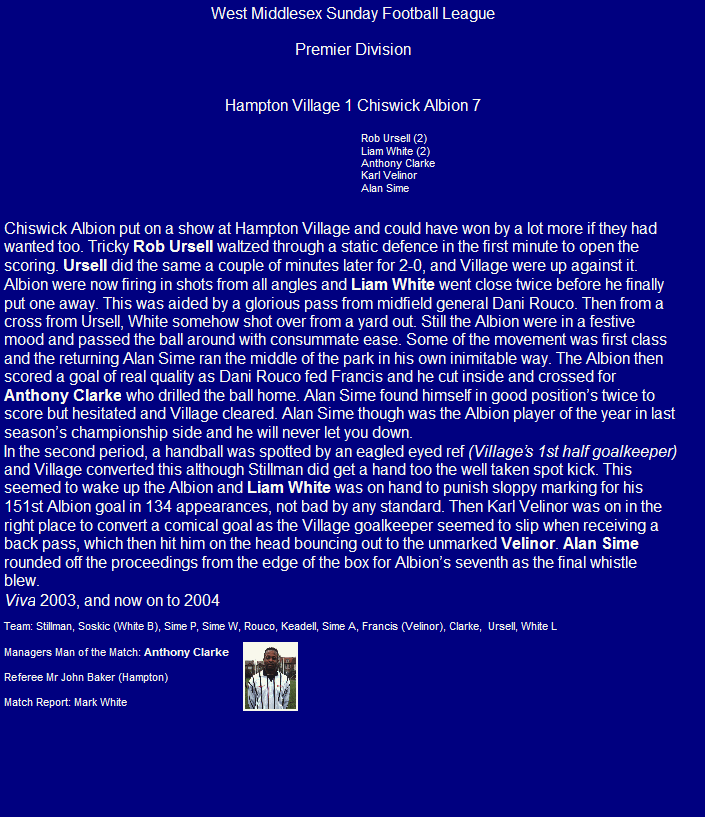 West Middlesex Sunday Football League
Premier Division
Hampton Village 1 Chiswick Albion 7
Rob Ursell (2)
Liam White (2)
Anthony Clarke
Karl Velinor
Alan Sime
Chiswick Albion put on a show at Hampton Village and could have won by a lot more if they had
wanted too. Tricky Rob Ursell waltzed through a static defence in the first minute to open the
scoring. Ursell did the same a couple of minutes later for 2-0, and Village were up against it.
Albion were now firing in shots from all angles and Liam White went close twice before he finally
put one away. This was aided by a glorious pass from midfield general Dani Rouco. Then from a
cross from Ursell, White somehow shot over from a yard out. Still the Albion were in a festive
mood and passed the ball around with consummate ease. Some of the movement was first class
and the returning Alan Sime ran the middle of the park in his own inimitable way. The Albion then
scored a goal of real quality as Dani Rouco fed Francis and he cut inside and crossed for
Anthony Clarke who drilled the ball home. Alan Sime found himself in good position's twice to
score but hesitated and Village cleared. Alan Sime though was the Albion player of the year in last
season's championship side and he will never let you down.
In the second period, a handball was spotted by an eagled eyed ref (Village's 1st half goalkeeper)
and Village converted this although Stillman did get a hand too the well taken spot kick. This
seemed to wake up the Albion and Liam White was on hand to punish sloppy marking for his
151st Albion goal in 134 appearances, not bad by any standard. Then Karl Velinor was on in the
right place to convert a comical goal as the Village goalkeeper seemed to slip when receiving a
back pass, which then hit him on the head bouncing out to the unmarked Velinor. Alan Sime
rounded off the proceedings from the edge of the box for Albion's seventh as the final whistle
blew.
Viva 2003, and now on to 2004
Team: Stillman, Soskic (White B), Sime P, Sime W, Rouco, Keadell, Sime A, Francis (Velinor), Clarke, Ursell, White L
Managers Man of the Match: Anthony Clarke
Referee Mr John Baker (Hampton)
Match Report: Mark White